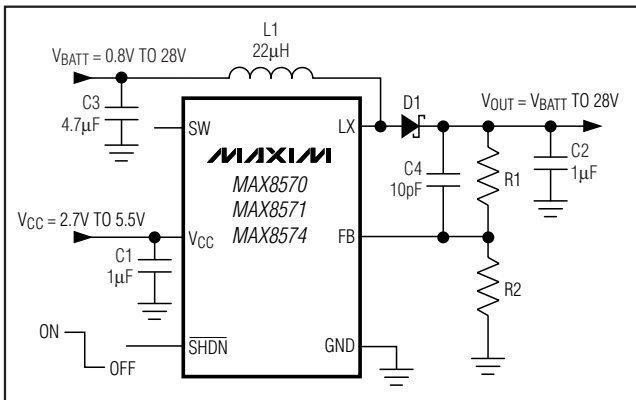 L1
22µH
VBATT = 0.8V TO 28V
C3
4.7µF
SW
LX
D1
VOUT = VBATT TO 28V
MAXIM
MAX8570
MAX8571
MAX8574
C4
10pF
R1
C2
1µF
VCC = 2.7V TO 5.5V
VCC
FB
C1
1µF
R2
ON
OFF
SHDN
GND